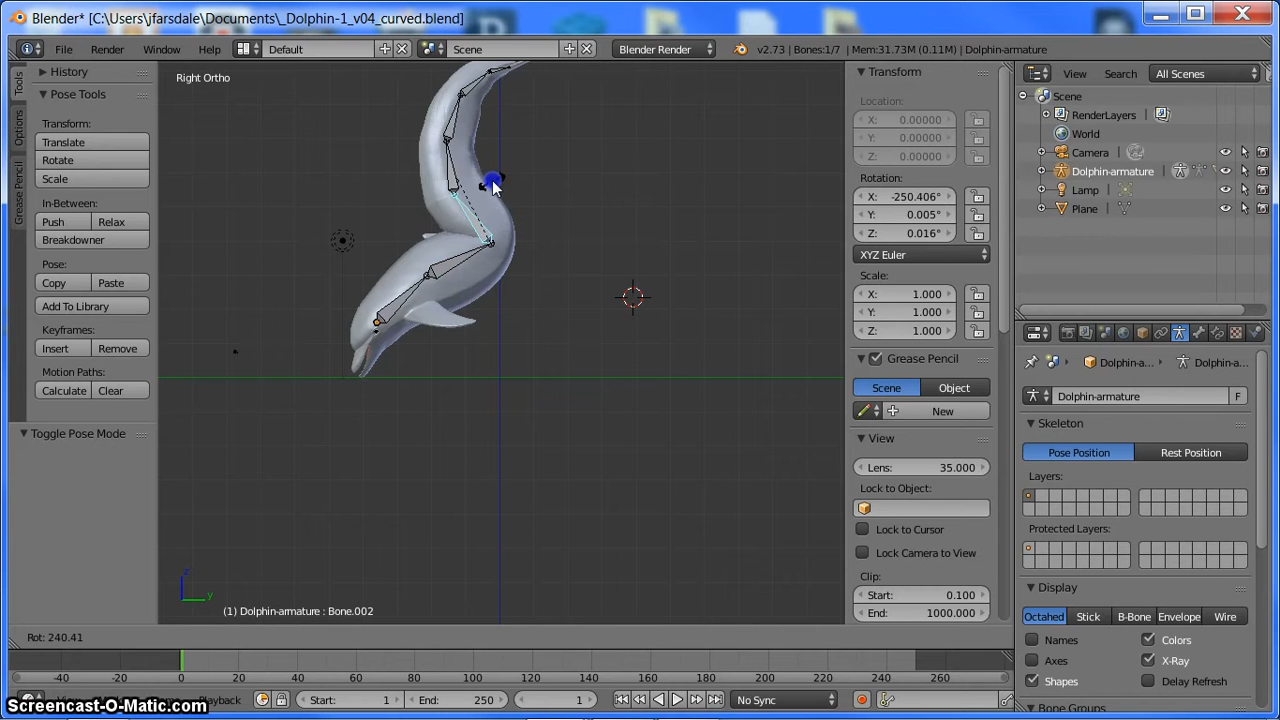 Blender* [C:\Users\jfarsdale\Documents\_Dolphin-1_v04_curved.blend]
File Render Window Help Default Scene Blender Render v2.73 | Bones:1/7 | Mem:31.73M (0.11M) | Dolphin-armature
Tools
Options
Grease Pencil
History
Pose Tools
Transform:
Translate
Rotate
Scale
In-Between:
Push Relax
Breakdowner
Pose:
Copy Paste
Add To Library
Keyframes:
Insert Remove
Motion Paths:
Calculate Clear
Toggle Pose Mode
Right Ortho
z
y
(1) Dolphin-armature : Bone.002
Transform
Location:
X: 0.00000
Y: 0.00000
Z: 0.00000
Rotation:
X: -250.406°
Y: 0.005°
Z: 0.016°
XYZ Euler
Scale:
X: 1.000
Y: 1.000
Z: 1.000
Grease Pencil
Scene Object
New
View
Lens: 35.000
Lock to Object:
Lock to Cursor
Lock Camera to View
Clip:
Start: 0.100
End: 1000.000
View Search All Scenes
Scene
RenderLayers
World
Camera
Dolphin-armature
Lamp
Plane
Dolphin-a... Dolphin-a...
Dolphin-armature F
Skeleton
Pose Position Rest Position
Layers:
Protected Layers:
Display
Octahed Stick B-Bone Envelope Wire
Names Colors
Axes X-Ray
Shapes Delay Refresh
Bone Groups
Rot: 240.41
-40 -20 0 20 40 60 80 100 120 140 160 180 200 220 240 260
Playback Start: 1 End: 250 1 No Sync
Screencast-O-Matic.com